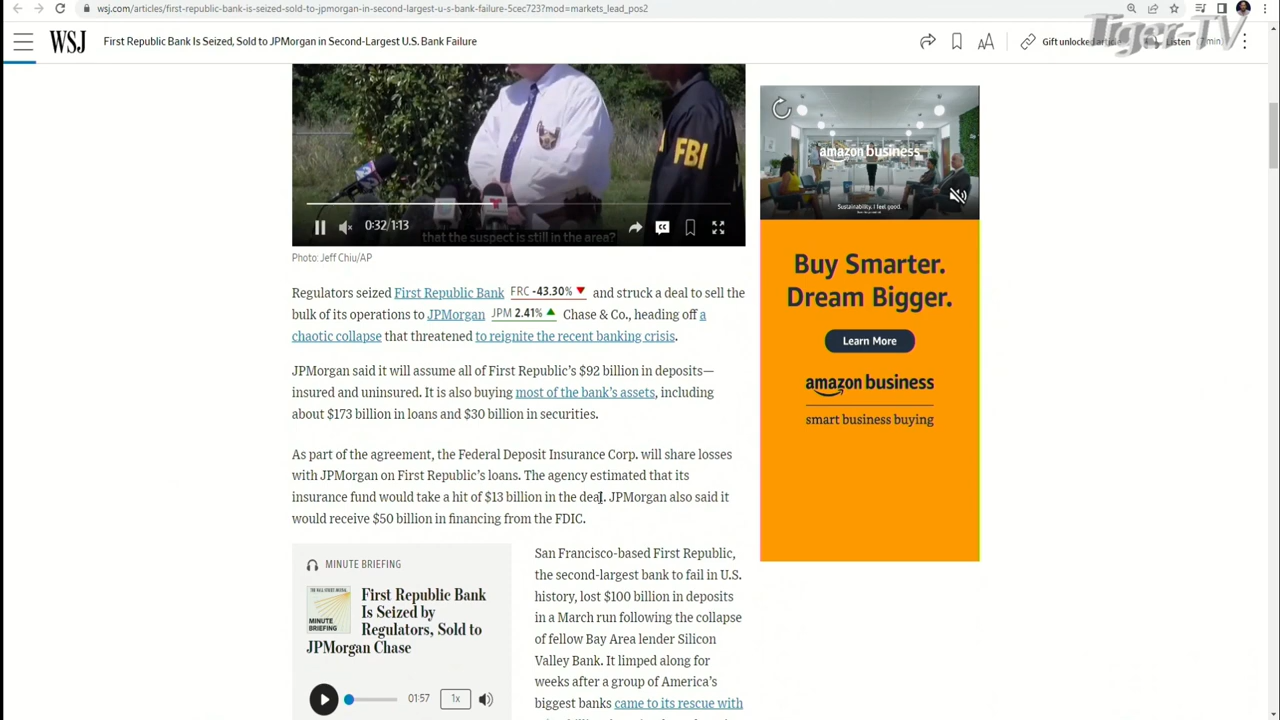 wsj.com/articles/first-republic-bank-is-seized-sold-to-jpmorgan-in-second-largest-u-s-bank-failure-5cec723?mod=markets_lead_pos2
Tiger-TV
WSJ
First Republic Bank Is Seized, Sold to JPMorgan in Second-Largest U.S. Bank Failure
AA
Gift unlocked article
Listen
FBI
0:32/1:13
CC
that the suspect is still in the area?
Photo: Jeff Chiu/AP
Regulators seized First Republic Bank FRC -43.30% and struck a deal to sell the
bulk of its operations to JPMorgan JPM 2.41% Chase & Co., heading off a
chaotic collapse that threatened to reignite the recent banking crisis.
JPMorgan said it will assume all of First Republic's $92 billion in deposits—
insured and uninsured. It is also buying most of the bank's assets, including
about $173 billion in loans and $30 billion in securities.
As part of the agreement, the Federal Deposit Insurance Corp. will share losses
with JPMorgan on First Republic's loans. The agency estimated that its
insurance fund would take a hit of $13 billion in the deal. JPMorgan also said it
would receive $50 billion in financing from the FDIC.
MINUTE BRIEFING
MINUTE
BRIEFING
First Republic Bank
Is Seized by
Regulators, Sold to
JPMorgan Chase
01:57
1x
San Francisco-based First Republic,
the second-largest bank to fail in U.S.
history, lost $100 billion in deposits
in a March run following the collapse
of fellow Bay Area lender Silicon
Valley Bank. It limped along for
weeks after a group of America's
biggest banks came to its rescue with
amazon business
Sustainability. I feel good.
Buy Smarter.
Dream Bigger.
Learn More
amazon business
smart business buying